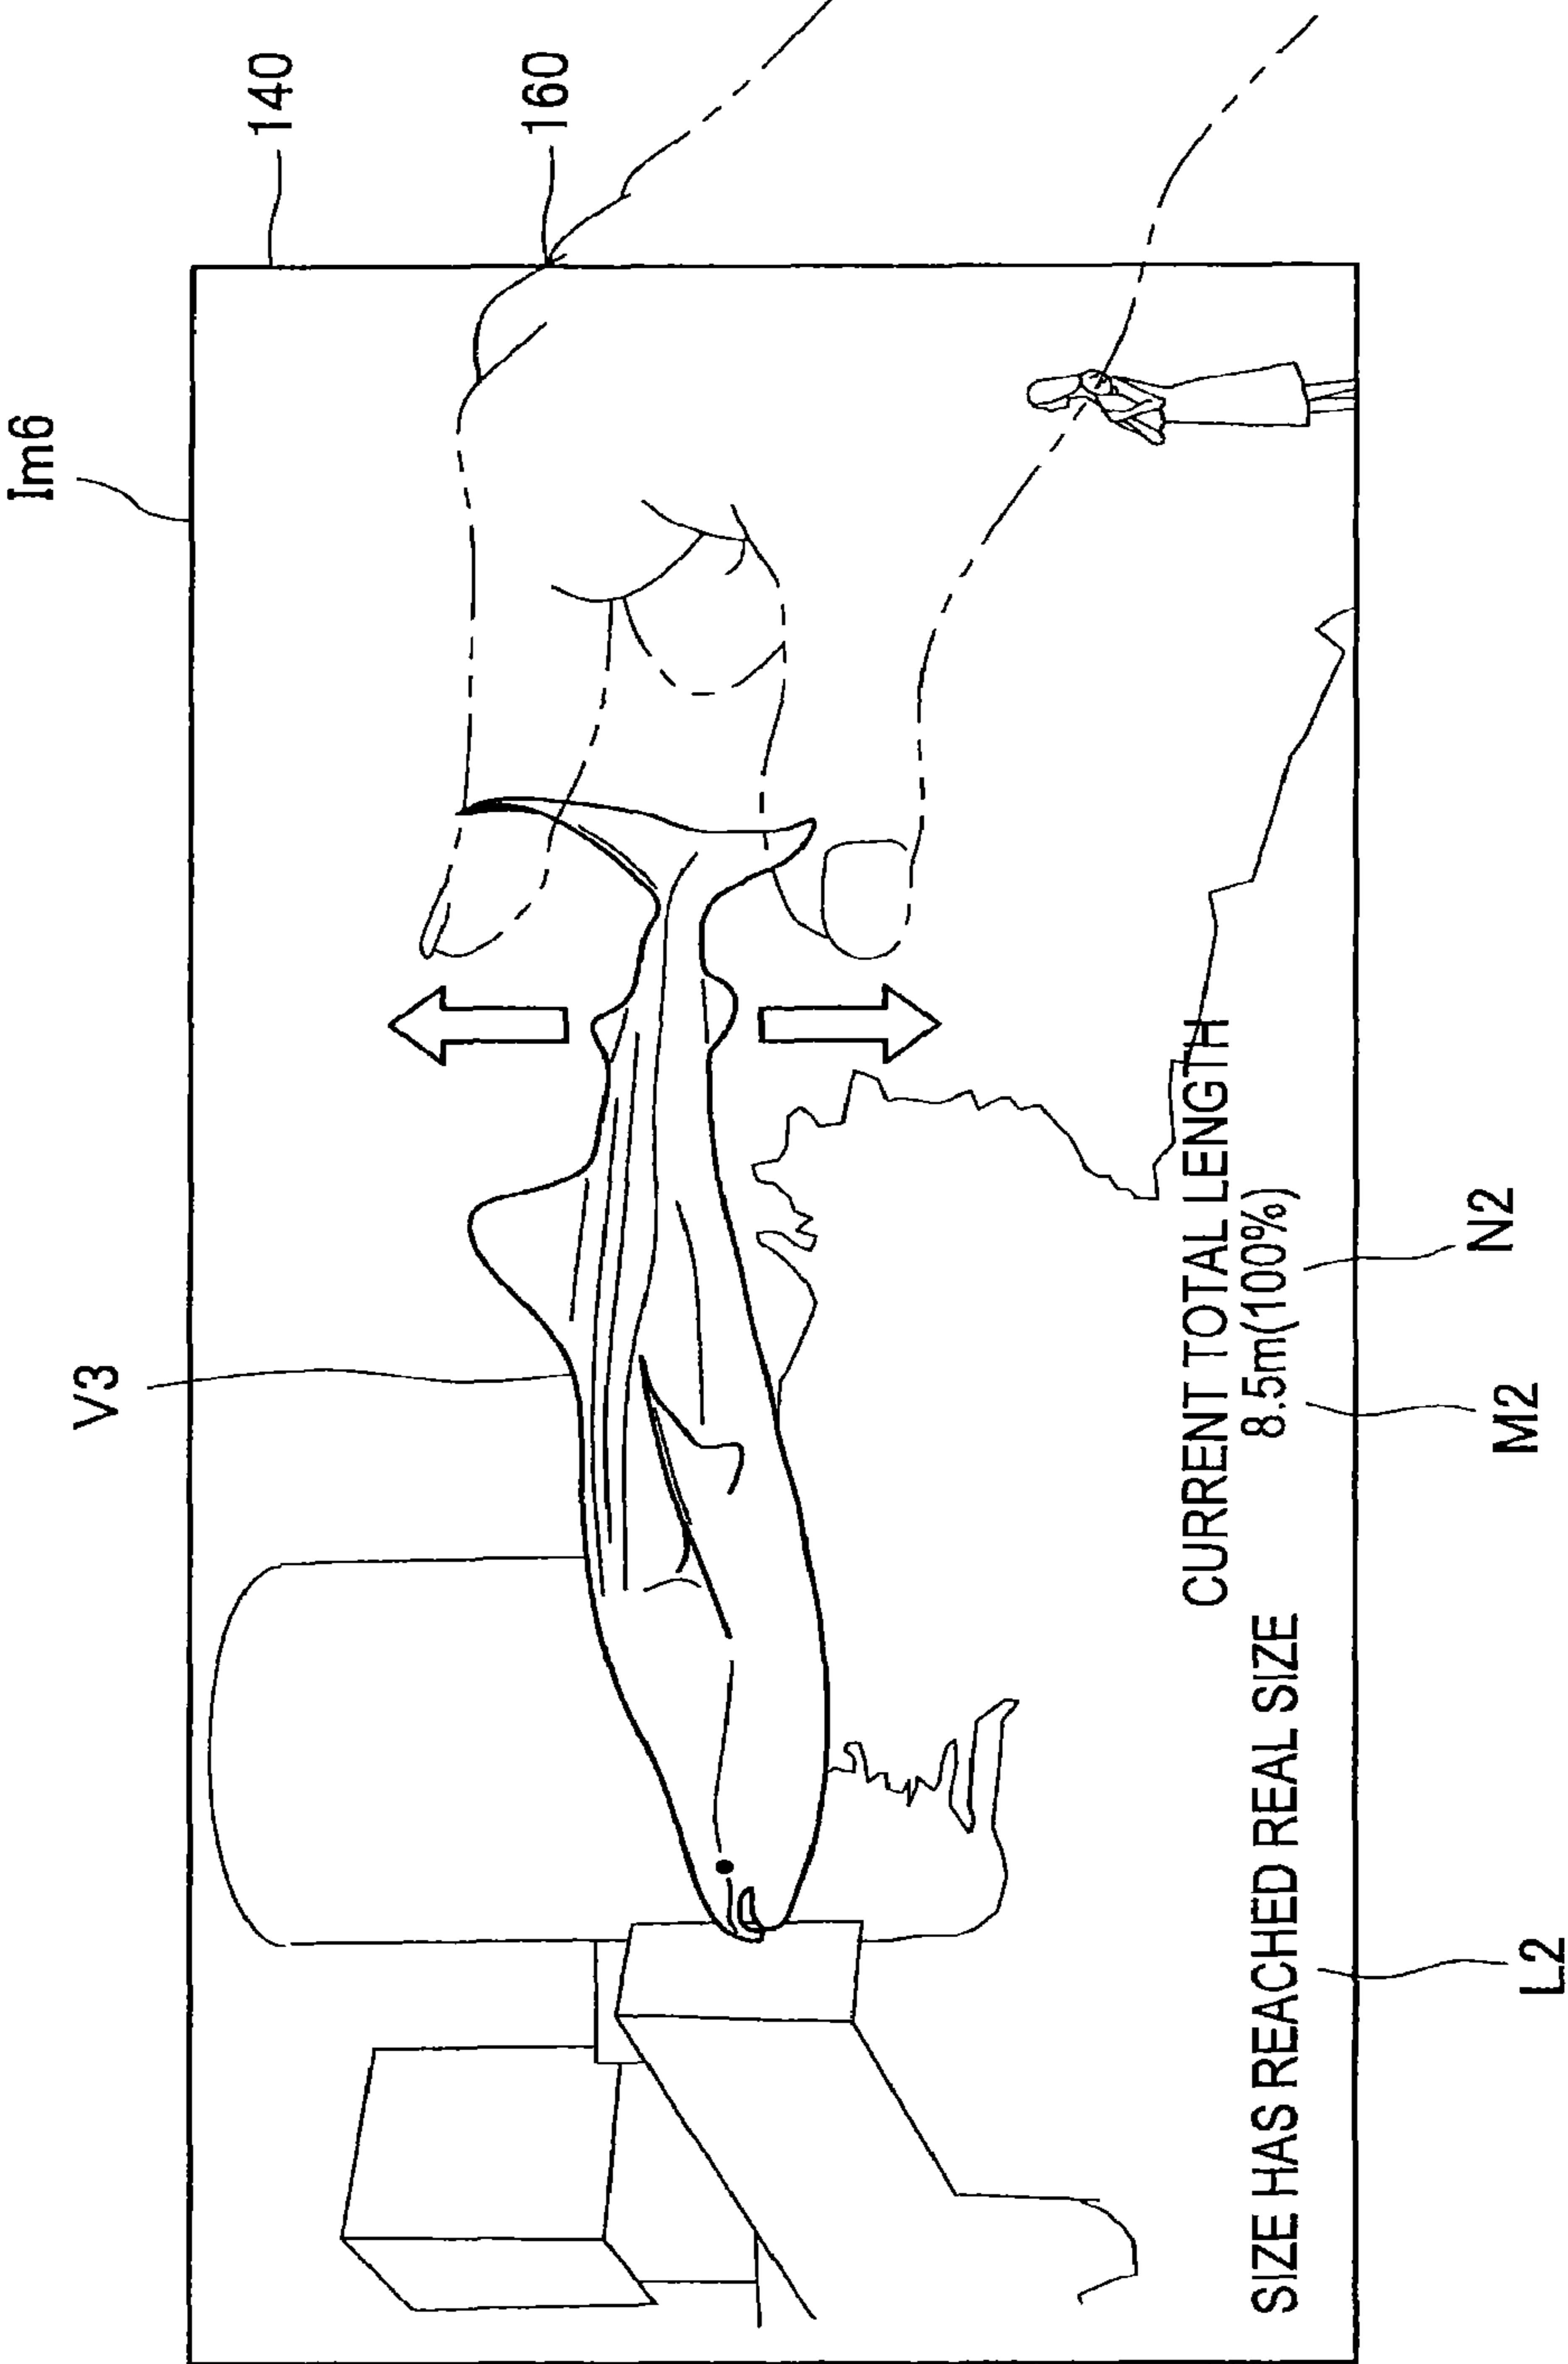 Im6
140
160
V3
CURRENT TOTAL LENGTH
8.5m(100%)
SIZE HAS REACHED REAL SIZE
L2
M2
N2